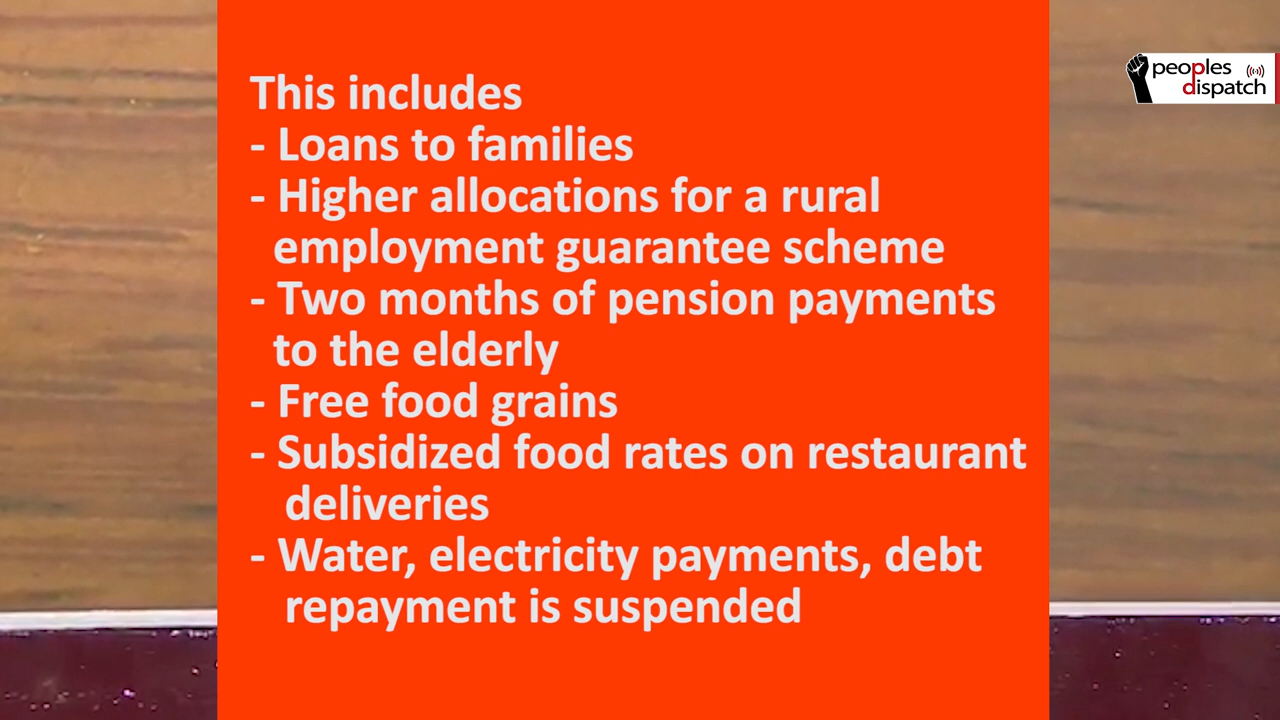 peoples
dispatch
This includes
- Loans to families
- Higher allocations for a rural
employment guarantee scheme
- Two months of pension payments
to the elderly
- Free food grains
- Subsidized food rates on restaurant
deliveries
- Water, electricity payments, debt
repayment is suspended